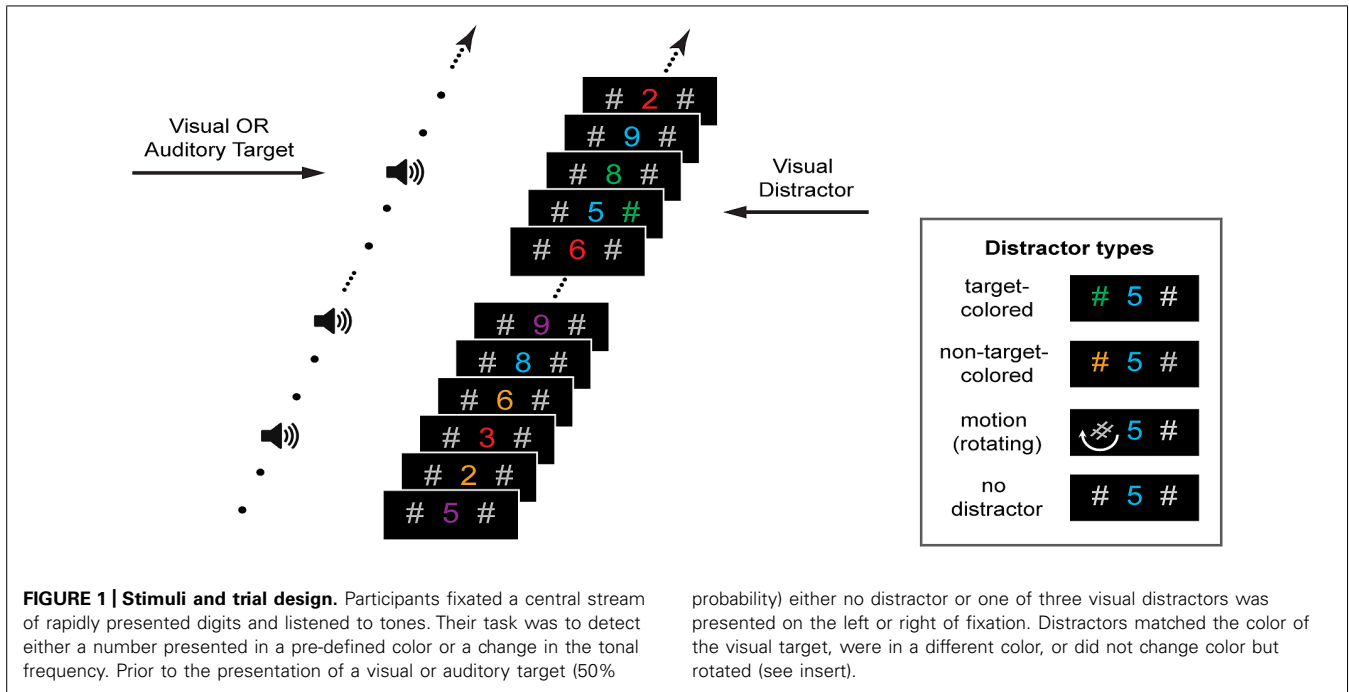 Visual OR
Auditory Target
# 2 #
# 9 #
# 8 #
# 5 #
# 6 #
# 9 #
# 8 #
# 6 #
# 3 #
# 2 #
# 5 #
Visual
Distractor
Distractor types
target-
colored
# 5 #
non-target-
colored
# 5 #
motion
(rotating)
# 5 #
no
distractor
# 5 #
FIGURE 1 | Stimuli and trial design. Participants fixated a central stream
of rapidly presented digits and listened to tones. Their task was to detect
either a number presented in a pre-defined color or a change in the tonal
frequency. Prior to the presentation of a visual or auditory target (50%
probability) either no distractor or one of three visual distractors was
presented on the left or right of fixation. Distractors matched the color of
the visual target, were in a different color, or did not change color but
rotated (see insert).